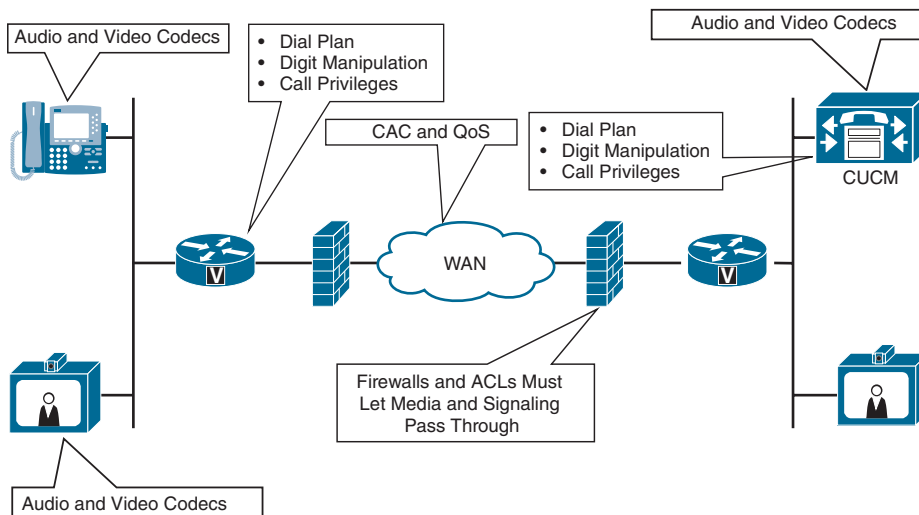 Audio and Video Codecs
• Dial Plan
• Digit Manipulation
• Call Privileges
Audio and Video Codecs
CAC and QoS
• Dial Plan
• Digit Manipulation
• Call Privileges
CUCM
V
WAN
V
Firewalls and ACLs Must
Let Media and Signaling
Pass Through
Audio and Video Codecs